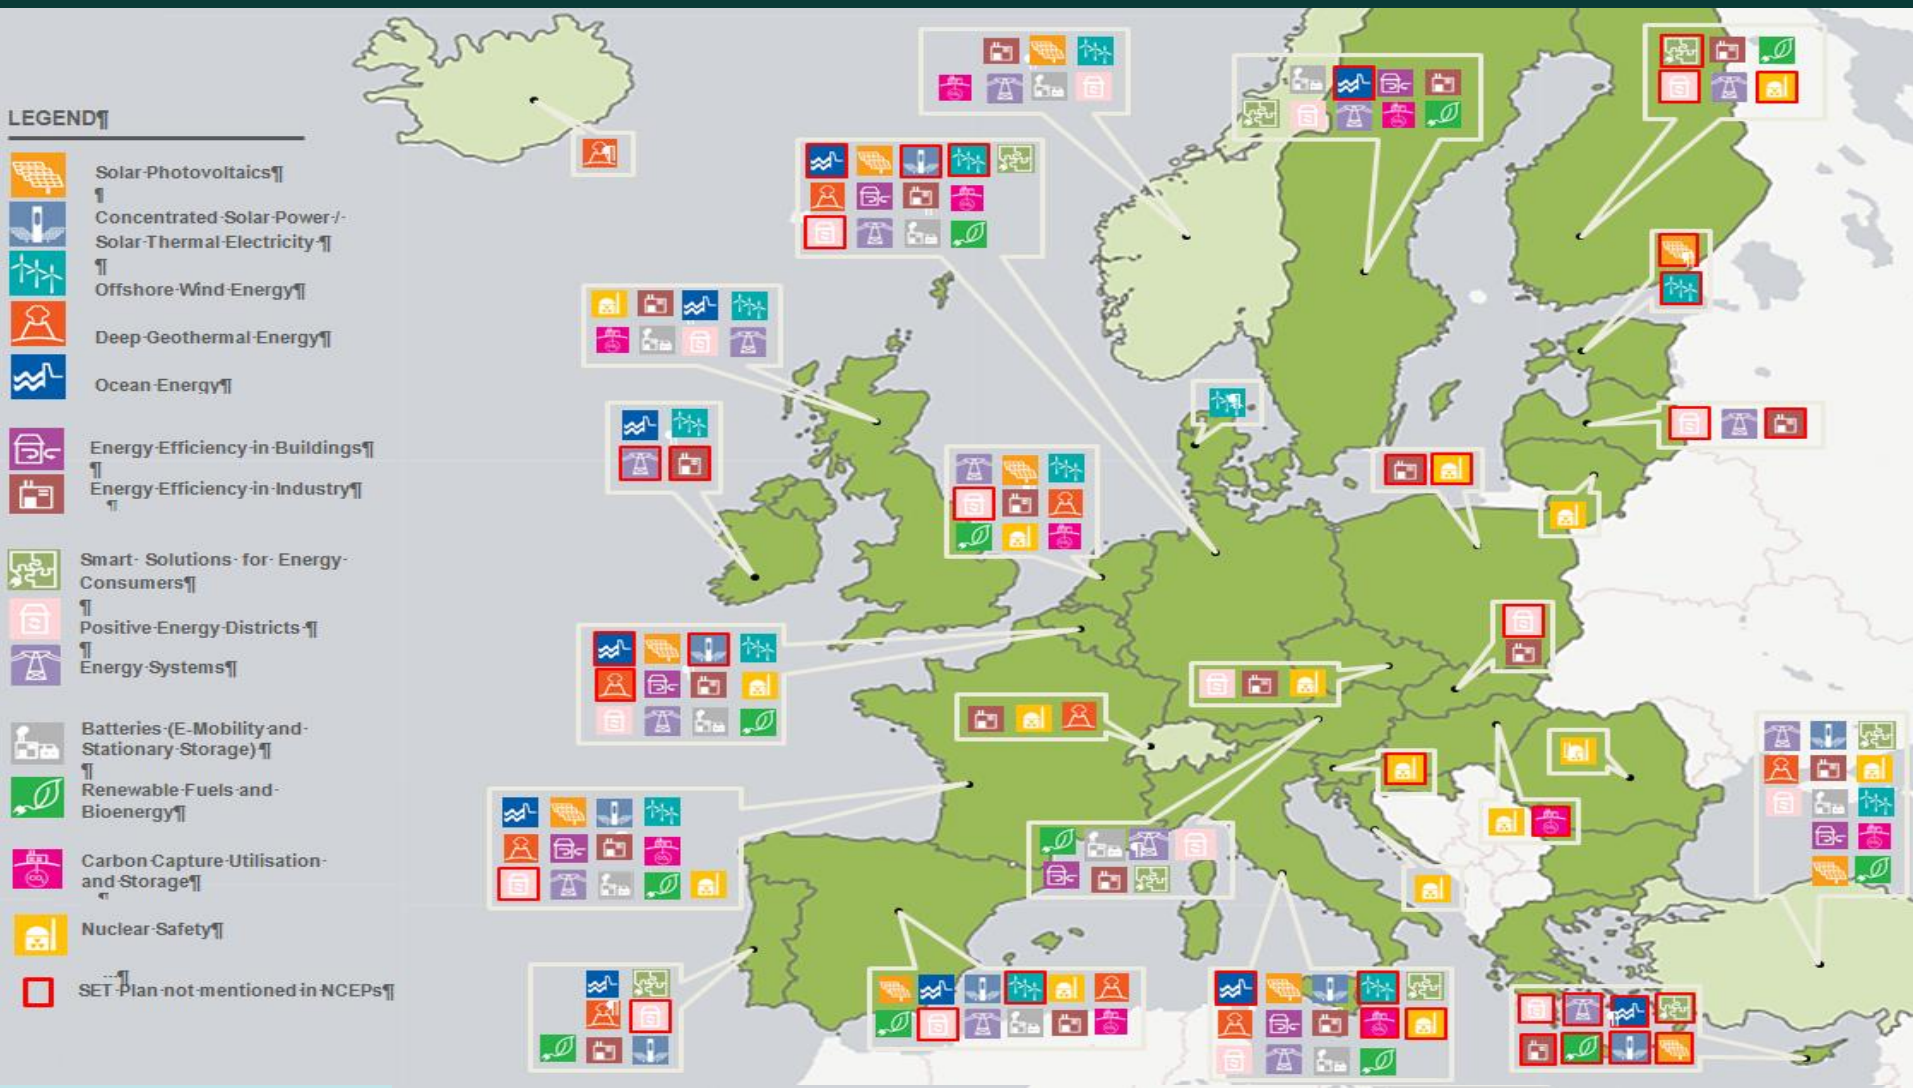 LEGEND¶
Solar·Photovoltaics¶
¶
Concentrated·Solar·Power·/·
Solar·Thermal·Electricity·¶
¶
Offshore·Wind·Energy¶
Deep·Geothermal·Energy¶
Ocean·Energy¶
Energy·Efficiency·in·Buildings¶
¶
Energy·Efficiency·in·Industry¶
¶
Smart·Solutions·for·Energy·
Consumers¶
¶
Positive·Energy·Districts·¶
¶
Energy·Systems¶
Batteries·(E-Mobility·and·
Stationary·Storage)·¶
¶
Renewable·Fuels·and·
Bioenergy¶
Carbon·Capture·Utilisation·
and·Storage¶
¶
Nuclear·Safety¶
---¶
SET·Plan·not·mentioned·in·NCEPs¶